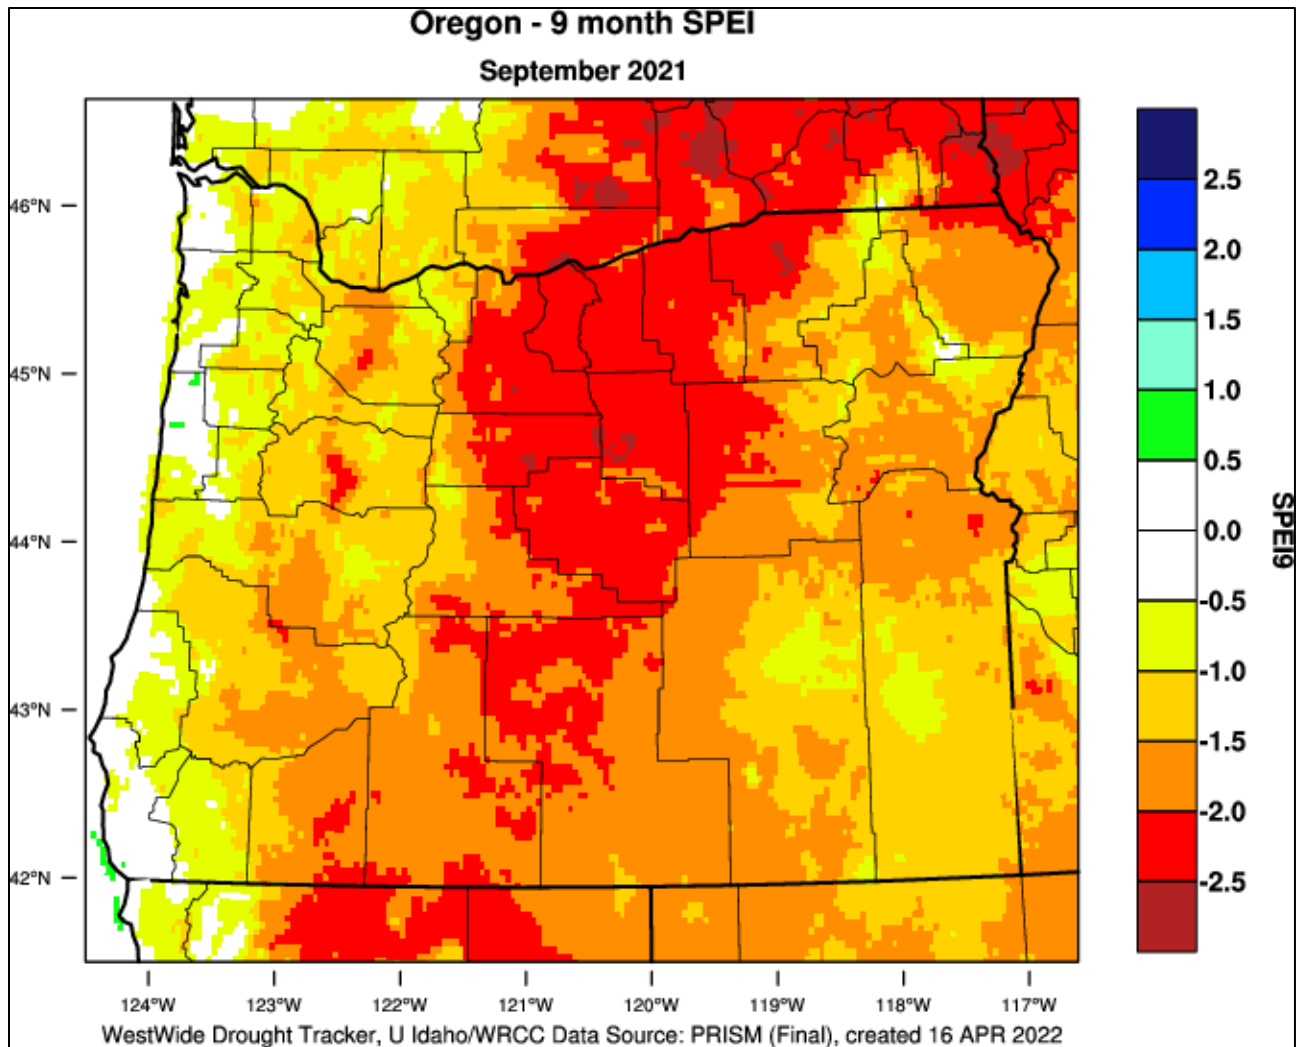 Oregon - 9 month SPEI
September 2021
46°N
45°N
44°N
43°N
42°N
124°W 123°W 122°W 121°W 120°W 119°W 118°W 117°W
2.5
2.0
1.5
1.0
0.5
0.0
-0.5
-1.0
-1.5
-2.0
-2.5
SPEI9
WestWide Drought Tracker, U Idaho/WRCC Data Source: PRISM (Final), created 16 APR 2022